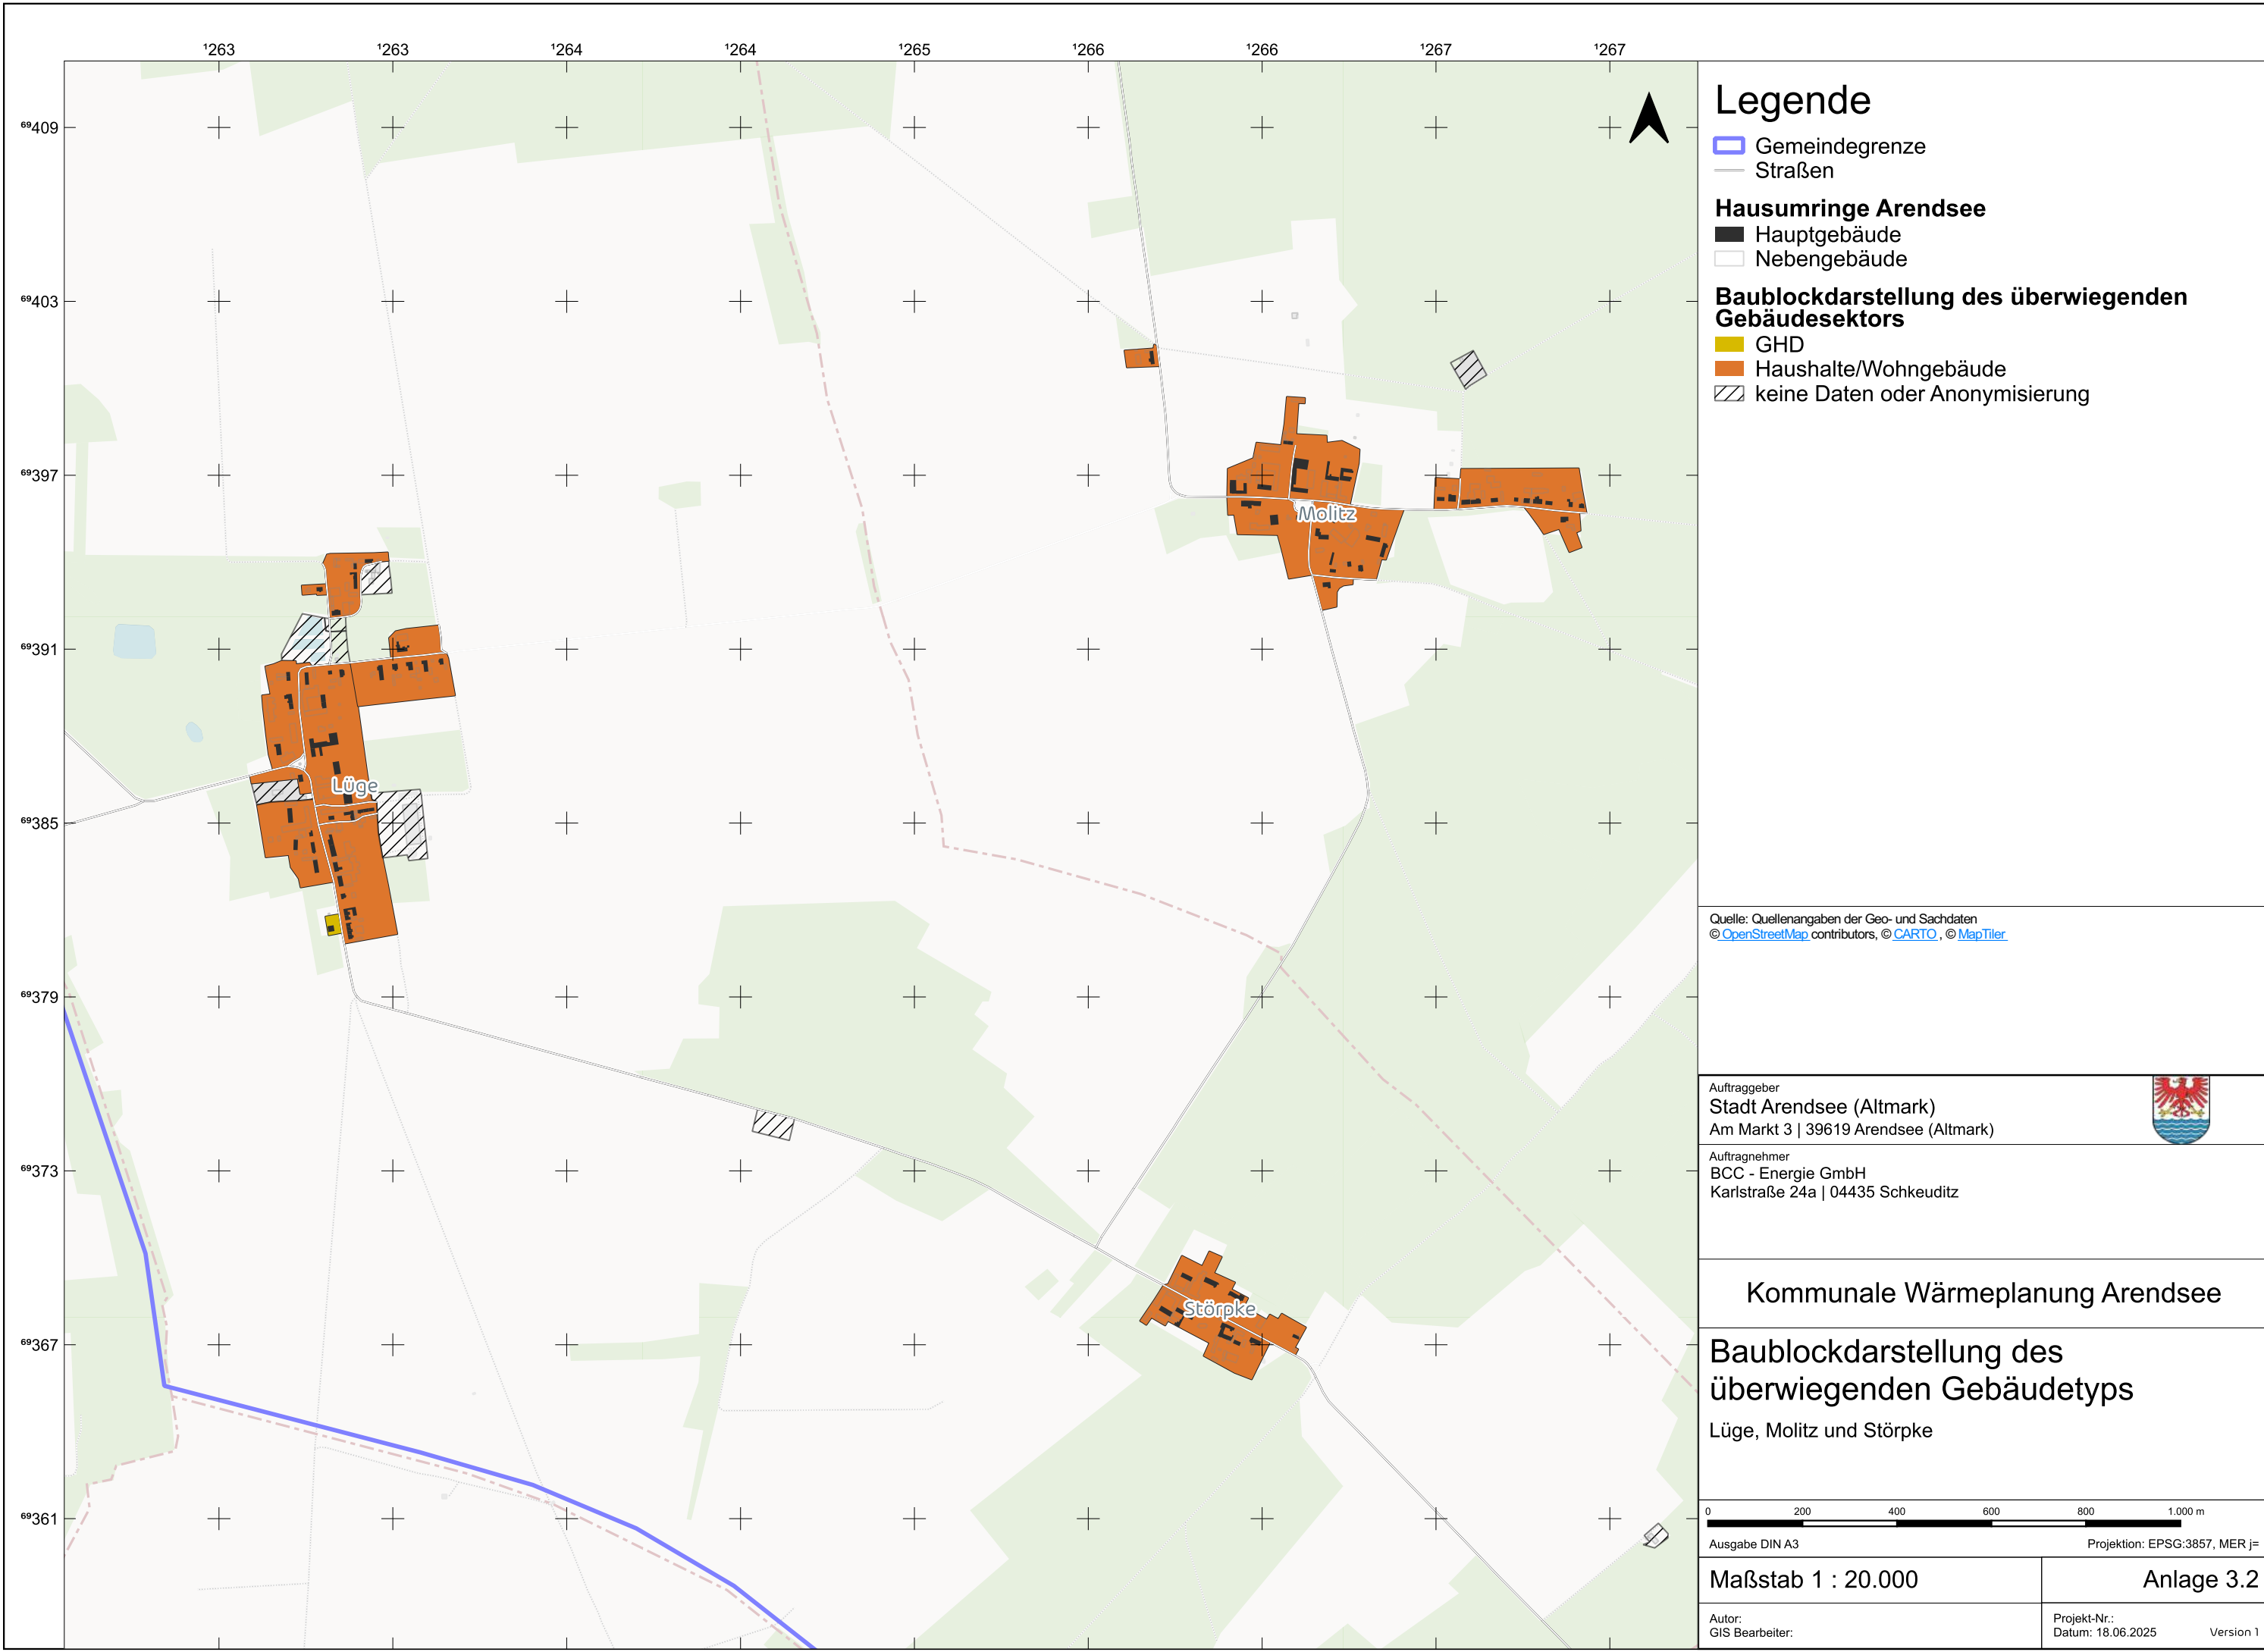 ¹263 ¹263 ¹264 ¹264 ¹265 ¹266 ¹266 ¹267 ¹267
⁶⁹409
⁶⁹403
⁶⁹397
⁶⁹391
⁶⁹385
⁶⁹379
⁶⁹373
⁶⁹367
⁶⁹361
Molitz
Lüge
Störpke
Legende
Gemeindegrenze
Straßen
Hausumringe Arendsee
Hauptgebäude
Nebengebäude
Baublockdarstellung des überwiegenden
Gebäudesektors
GHD
Haushalte/Wohngebäude
keine Daten oder Anonymisierung
Quelle: Quellenangaben der Geo- und Sachdaten
© OpenStreetMap contributors, © CARTO , © MapTiler
Auftraggeber
Stadt Arendsee (Altmark)
Am Markt 3 | 39619 Arendsee (Altmark)
Auftragnehmer
BCC - Energie GmbH
Karlstraße 24a | 04435 Schkeuditz
Kommunale Wärmeplanung Arendsee
Baublockdarstellung des
überwiegenden Gebäudetyps
Lüge, Molitz und Störpke
0 200 400 600 800 1.000 m
Ausgabe DIN A3 Projektion: EPSG:3857, MER j=
Maßstab 1 : 20.000 Anlage 3.2
Autor: Projekt-Nr.:
GIS Bearbeiter: Datum: 18.06.2025 Version 1